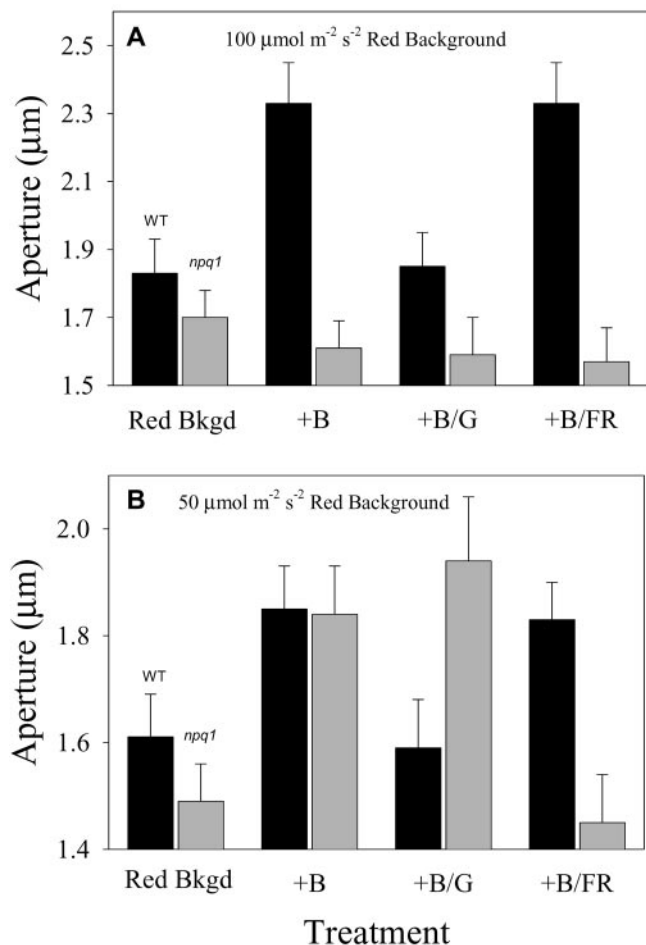 A 100 μmol m⁻² s⁻² Red Background
2.5
2.3
2.1
1.9
1.7
1.5
Aperture (μm)
WT
npq1
Red Bkgd +B +B/G +B/FR
B 50 μmol m⁻² s⁻² Red Background
2.0
1.8
1.6
1.4
Aperture (μm)
WT
npq1
Red Bkgd +B +B/G +B/FR
Treatment